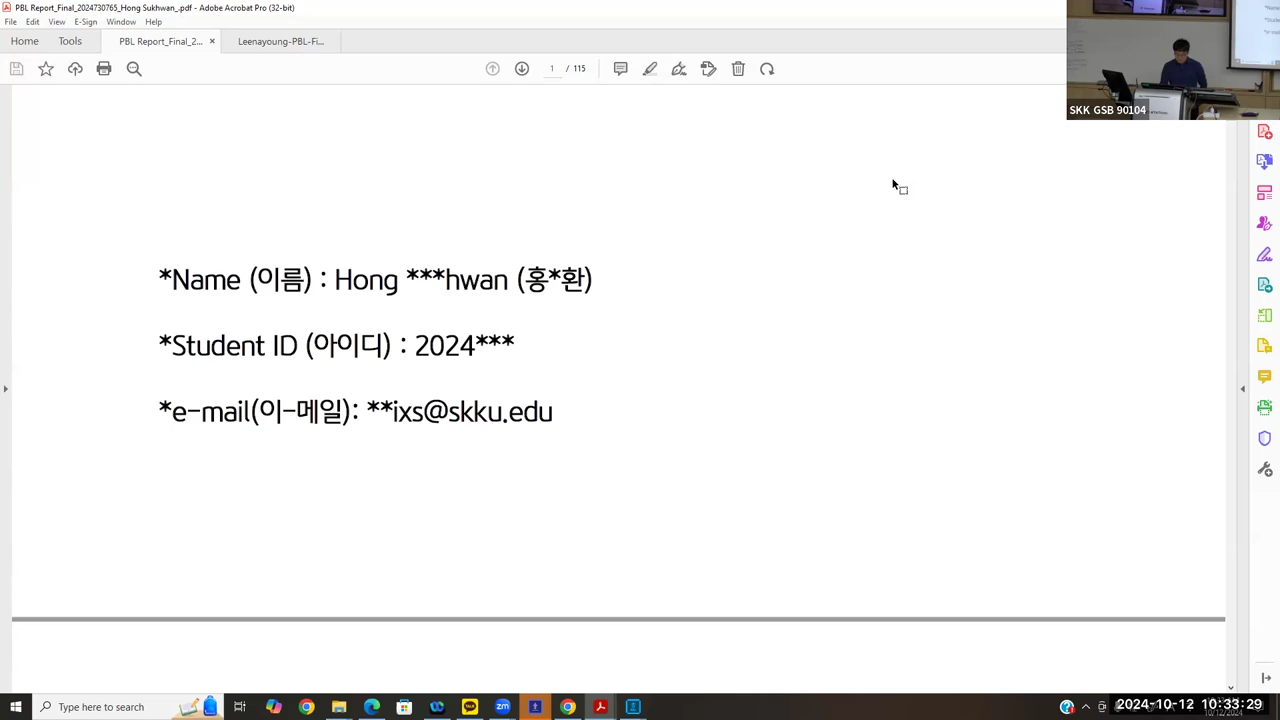 PBL Report_Final_2024730765_Hong Sukhwan_.pdf - Adobe Acrobat Pro (32-bit)
File Edit View E-Sign Window Help
Home Tools PBL Report_Final_2... × Leenayoung-PBL-Fi...
1 / 115
SKK GSB 90104
*Name (이름) : Hong ***hwan (홍*환)
*Student ID (아이디) : 2024***
*e-mail(이-메일): **ixs@skku.edu
Type here to search
2024-10-12 10:33:29